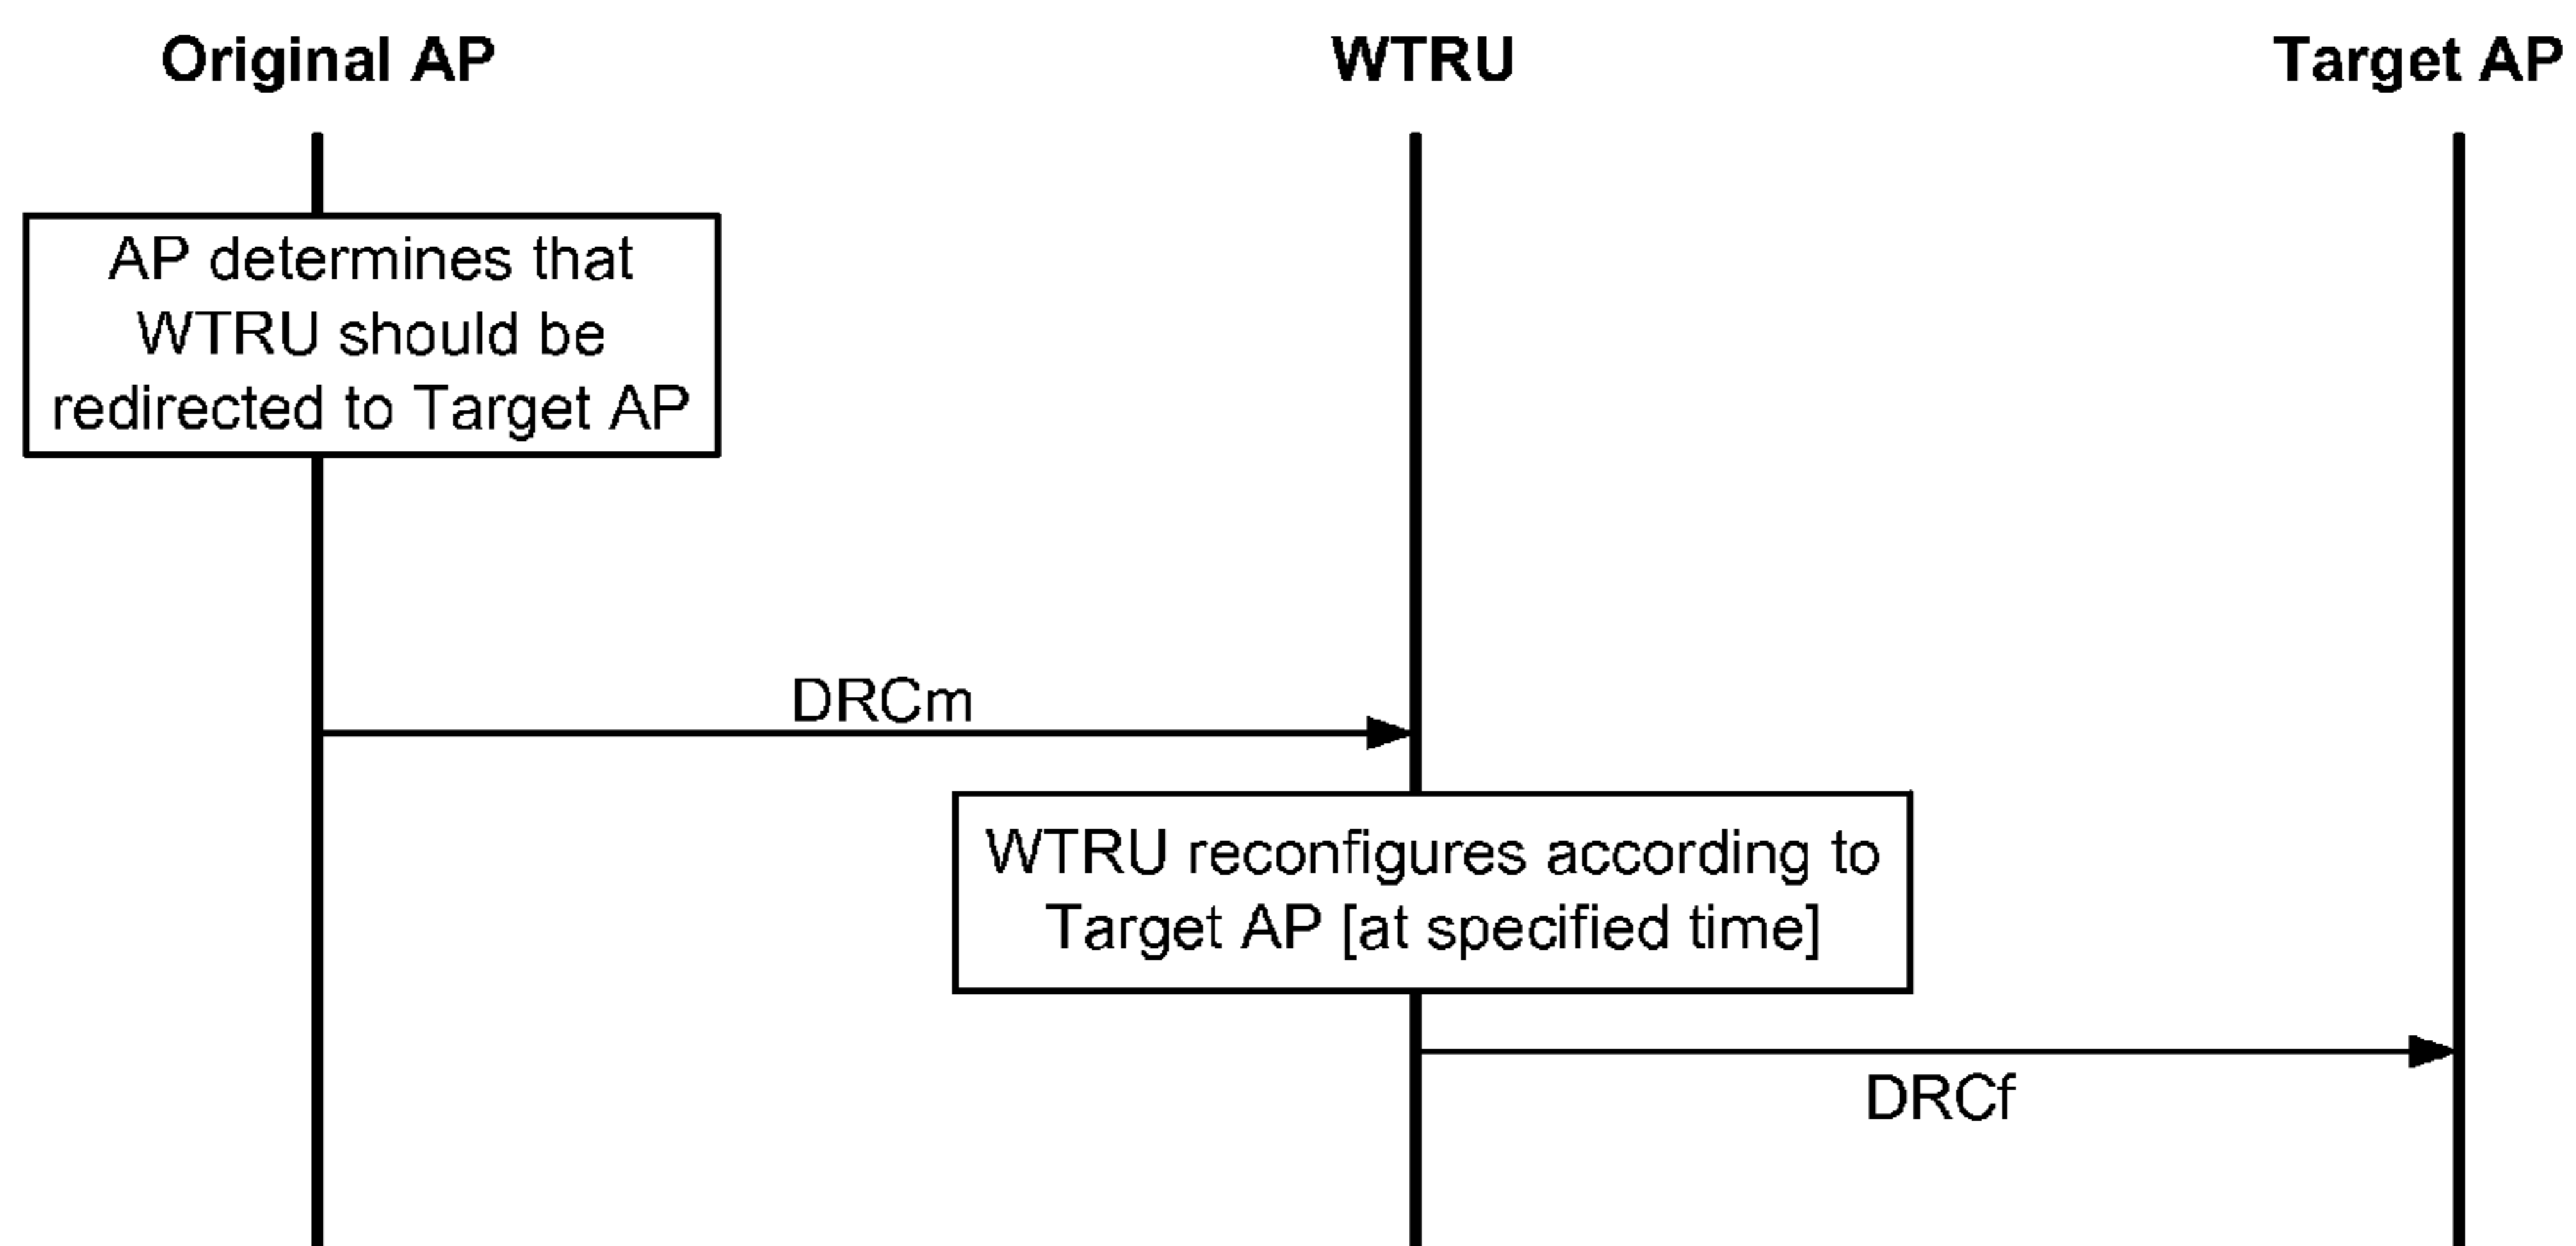 Original AP
WTRU
Target AP
AP determines that
WTRU should be
redirected to Target AP
DRCm
WTRU reconfigures according to
Target AP [at specified time]
DRCf